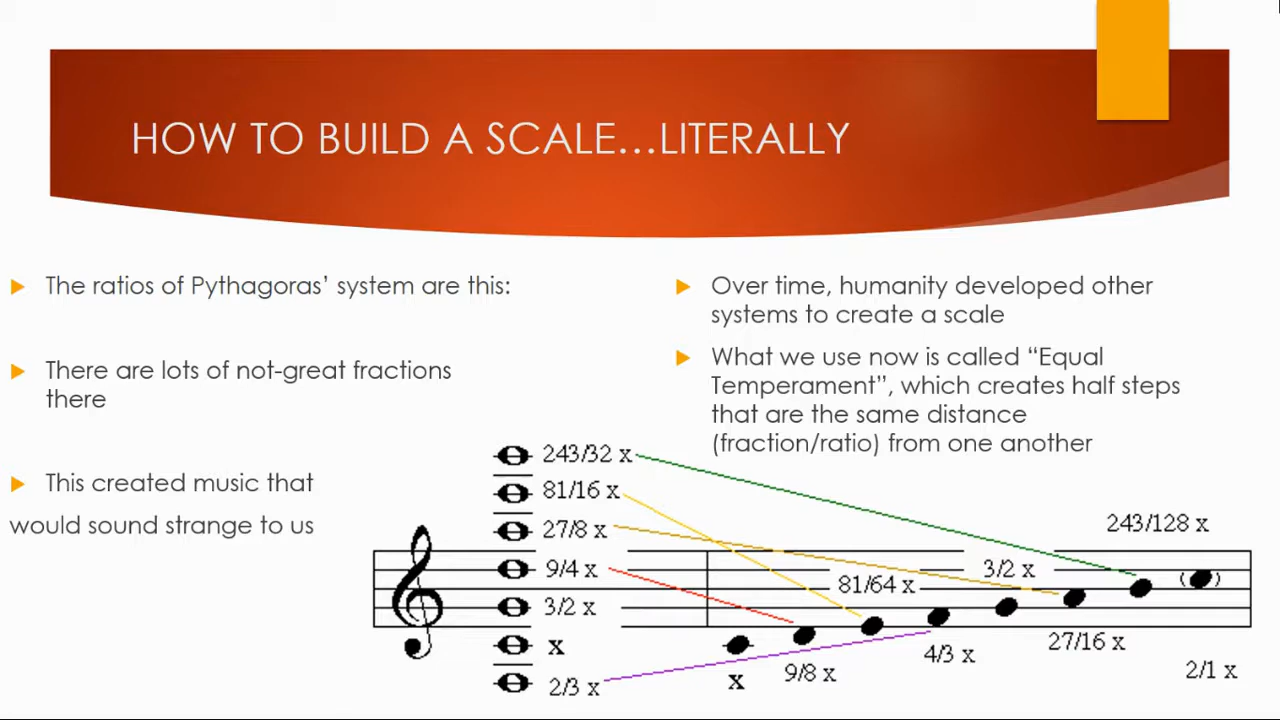 HOW TO BUILD A SCALE...LITERALLY
The ratios of Pythagoras’ system are this:
There are lots of not-great fractions
there
This created music that
would sound strange to us
Over time, humanity developed other
systems to create a scale
What we use now is called “Equal
Temperament”, which creates half steps
that are the same distance
(fraction/ratio) from one another
243/32 x
81/16 x
27/8 x
9/4 x
3/2 x
x
2/3 x
x
9/8 x
81/64 x
4/3 x
3/2 x
27/16 x
243/128 x
2/1 x